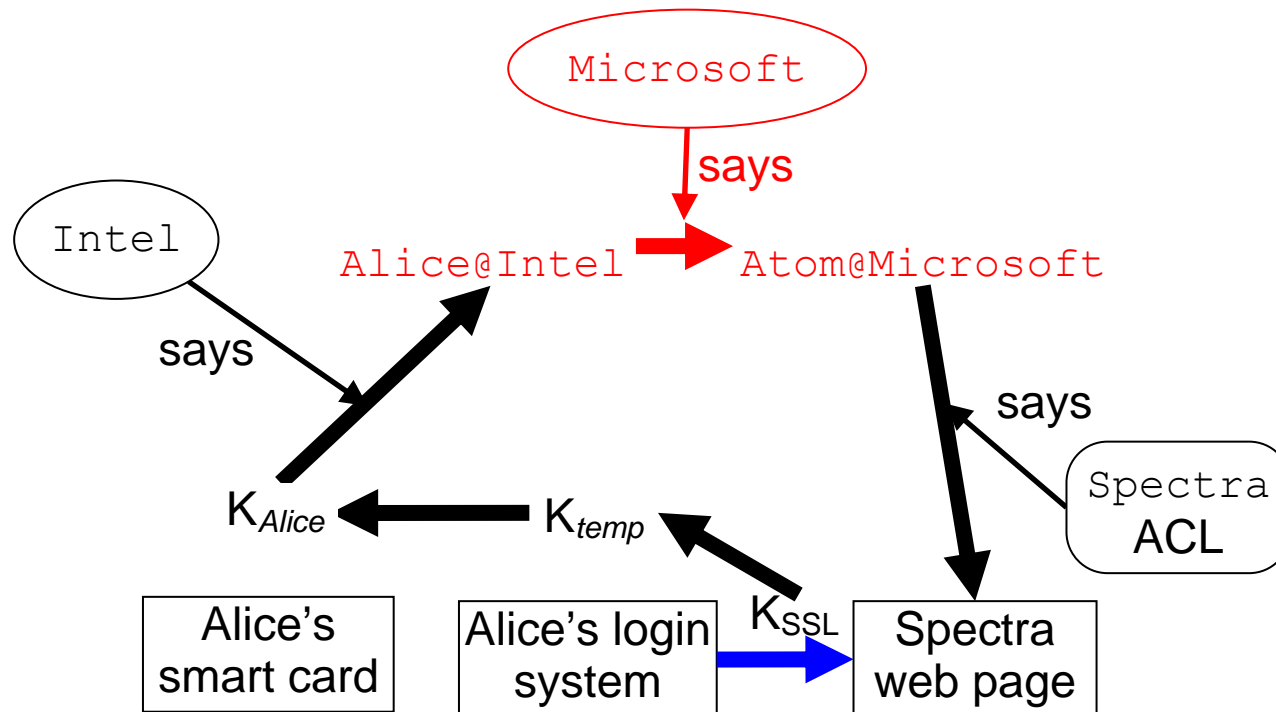 Microsoft
says
Intel
Alice@Intel
Atom@Microsoft
says
says
Spectra
ACL
KAlice
Ktemp
KSSL
Alice’s
smart card
Alice’s login
system
Spectra
web page